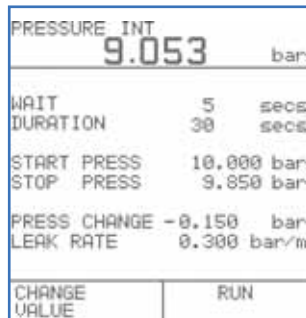 PRESSURE INT
9.053 bar
WAIT 5 secs
DURATION 30 secs
START PRESS 10.000 bar
STOP PRESS 9.850 bar
PRESS CHANGE -0.150 bar
LEAK RATE 0.300 bar/m
CHANGE VALUE
RUN